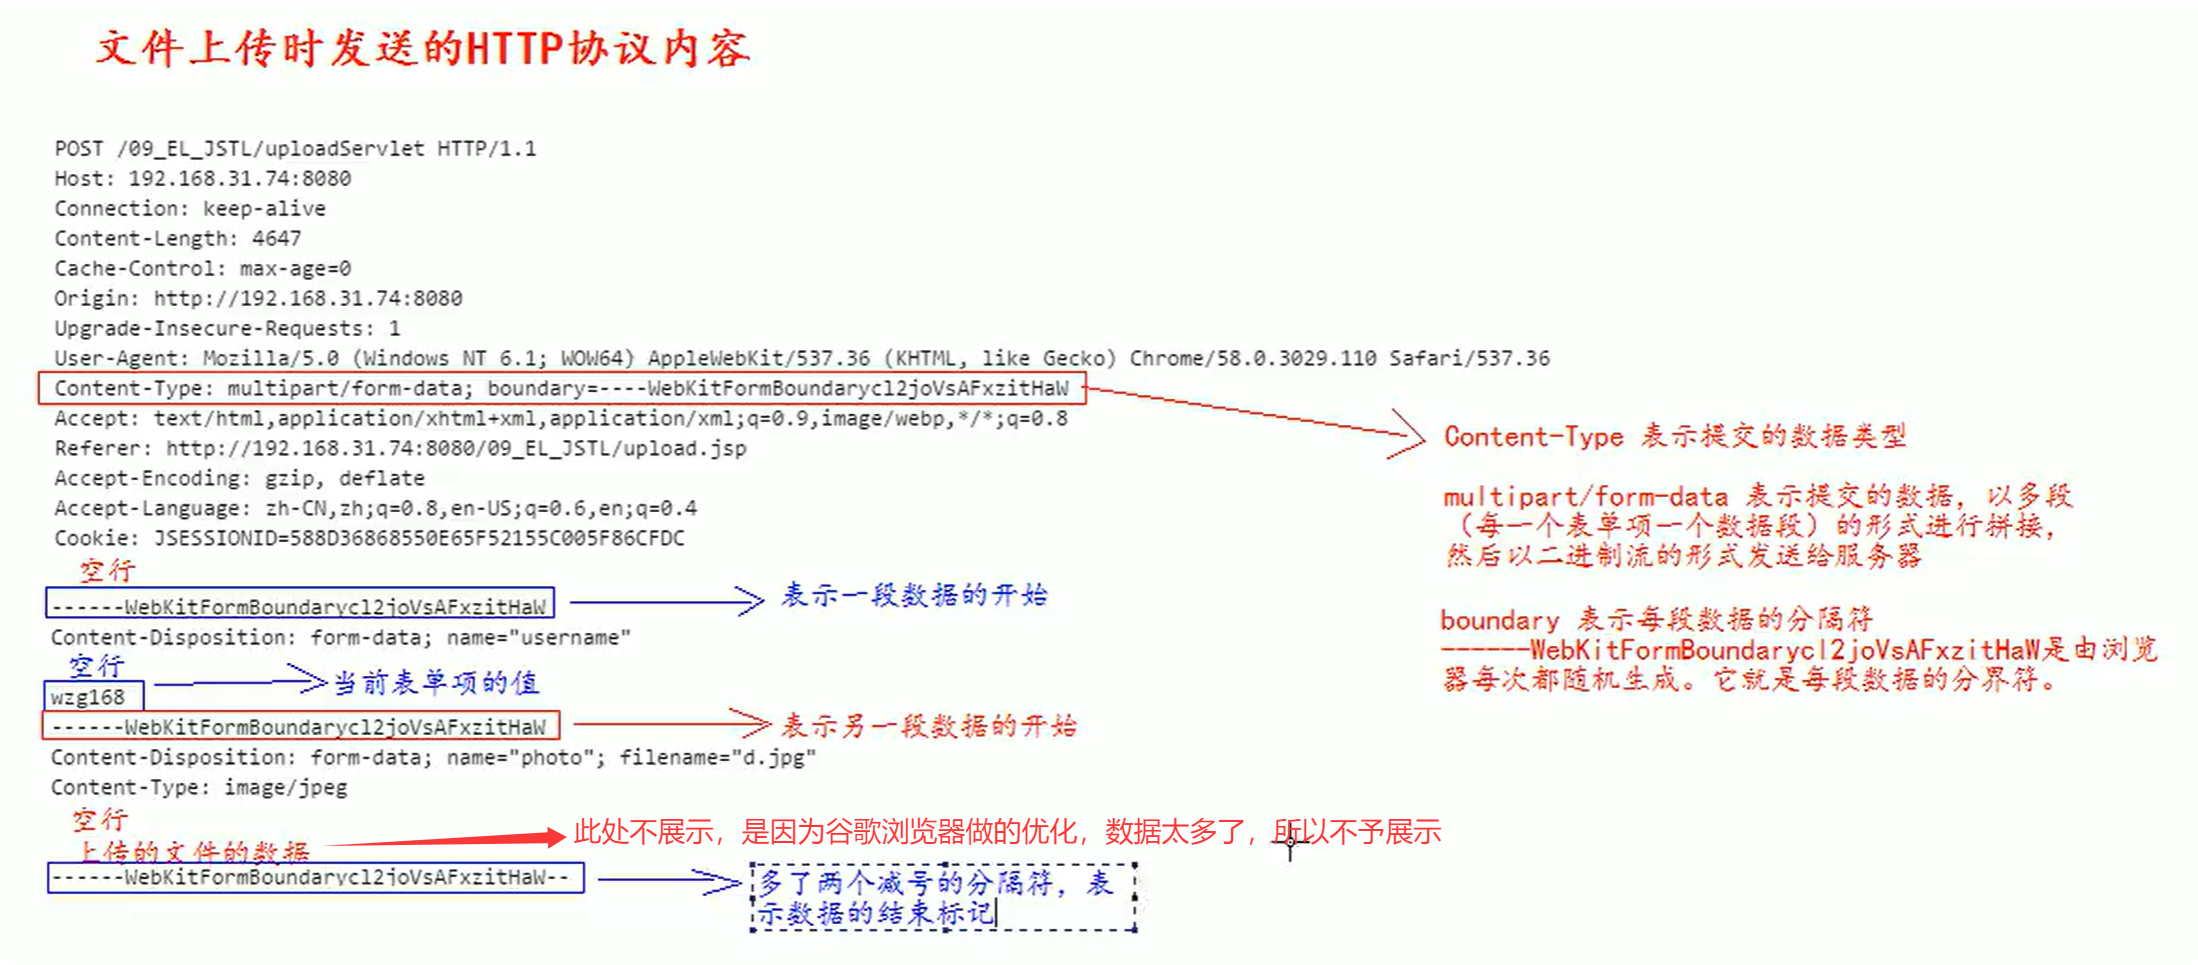 文件上传时发送的HTTP协议内容
POST /09_EL_JSTL/uploadServlet HTTP/1.1
Host: 192.168.31.74:8080
Connection: keep-alive
Content-Length: 4647
Cache-Control: max-age=0
Origin: http://192.168.31.74:8080
Upgrade-Insecure-Requests: 1
User-Agent: Mozilla/5.0 (Windows NT 6.1; WOW64) AppleWebKit/537.36 (KHTML, like Gecko) Chrome/58.0.3029.110 Safari/537.36
Content-Type: multipart/form-data; boundary=----WebKitFormBoundarycl2joVsAFxzitHaW
Accept: text/html,application/xhtml+xml,application/xml;q=0.9,image/webp,*/*;q=0.8
Referer: http://192.168.31.74:8080/09_EL_JSTL/upload.jsp
Accept-Encoding: gzip, deflate
Accept-Language: zh-CN,zh;q=0.8,en-US;q=0.6,en;q=0.4
Cookie: JSESSIONID=588D36868550E65F52155C005F86CFDC
空行
------WebKitFormBoundarycl2joVsAFxzitHaW
表示一段数据的开始
Content-Disposition: form-data; name="username"
空行
wzg168
当前表单项的值
------WebKitFormBoundarycl2joVsAFxzitHaW
表示另一段数据的开始
Content-Disposition: form-data; name="photo"; filename="d.jpg"
Content-Type: image/jpeg
空行
上传的文件的数据
此处不展示，是因为谷歌浏览器做的优化，数据太多了，所以不予展示
------WebKitFormBoundarycl2joVsAFxzitHaW--
多了两个减号的分隔符，表
示数据的结束标记
Content-Type 表示提交的数据类型
multipart/form-data 表示提交的数据，以多段
（每一个表单项一个数据段）的形式进行拼接，
然后以二进制流的形式发送给服务器
boundary 表示每段数据的分隔符
------WebKitFormBoundarycl2joVsAFxzitHaW是由浏览
器每次都随机生成。它就是每段数据的分界符。